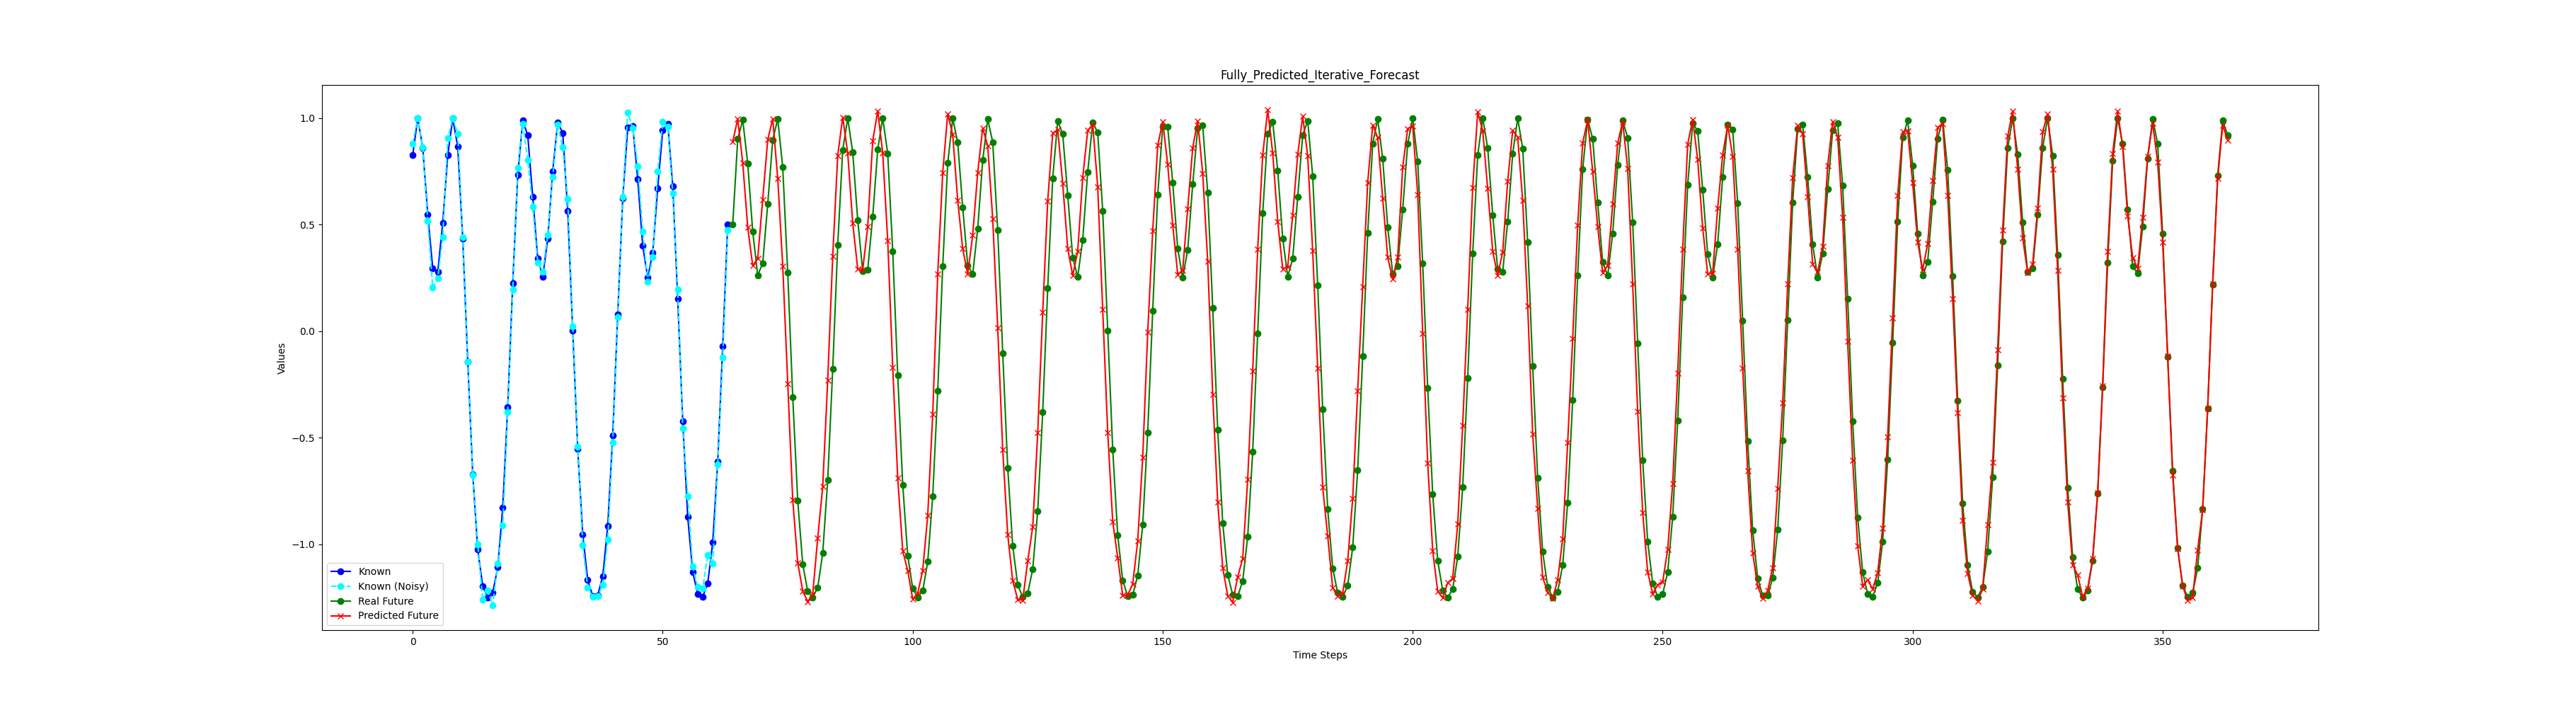 Fully_Predicted_Iterative_Forecast
Values
1.0
0.5
0.0
−0.5
−1.0
Known
Known (Noisy)
Real Future
Predicted Future
0 50 100 150 200 250 300 350
Time Steps